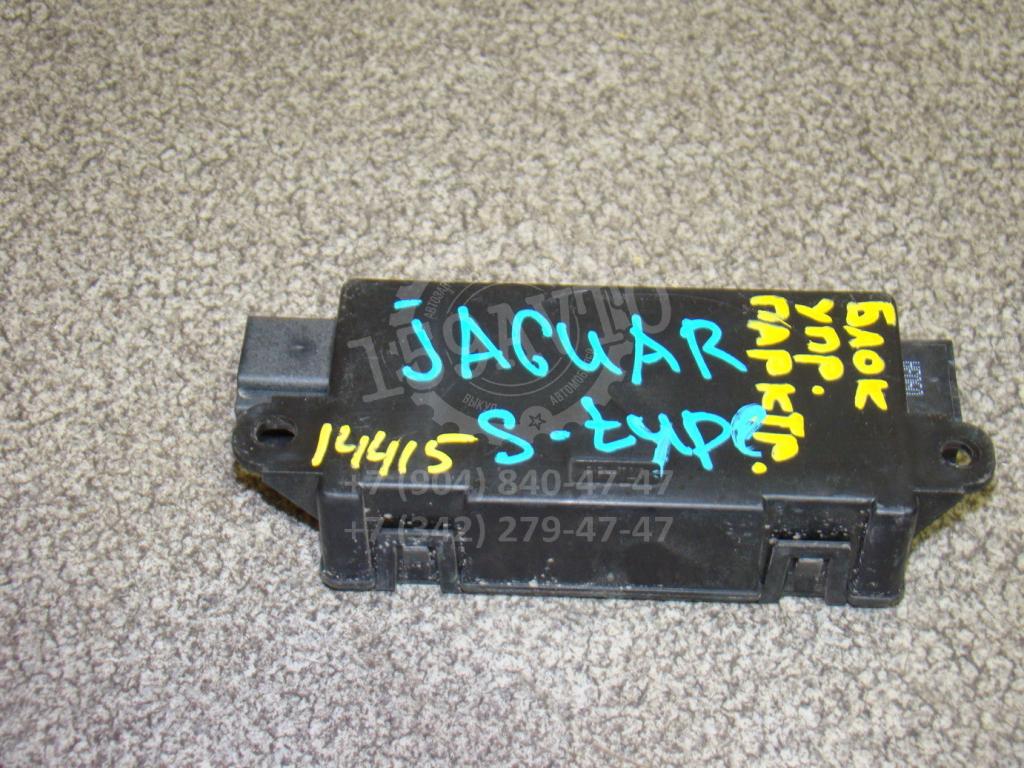 JAGUAR
S-type
14415
БЛОК
УПР.
ПАРКТР.
+7 (904) 840-47-47
+7 (342) 279-47-47